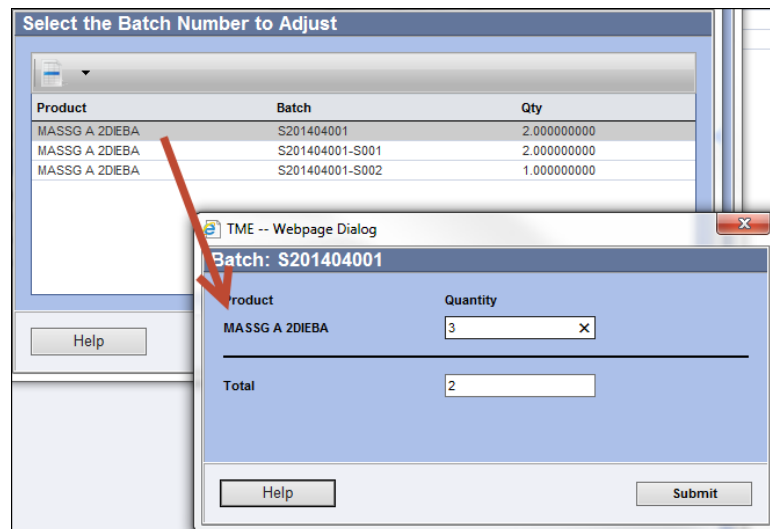 Select the Batch Number to Adjust
Product Batch Qty
MASSG A 2DIEBA S201404001 2.000000000
MASSG A 2DIEBA S201404001-S001 2.000000000
MASSG A 2DIEBA S201404001-S002 1.000000000
Help
TME -- Webpage Dialog
Batch: S201404001
Product Quantity
MASSG A 2DIEBA 3
Total 2
Help Submit